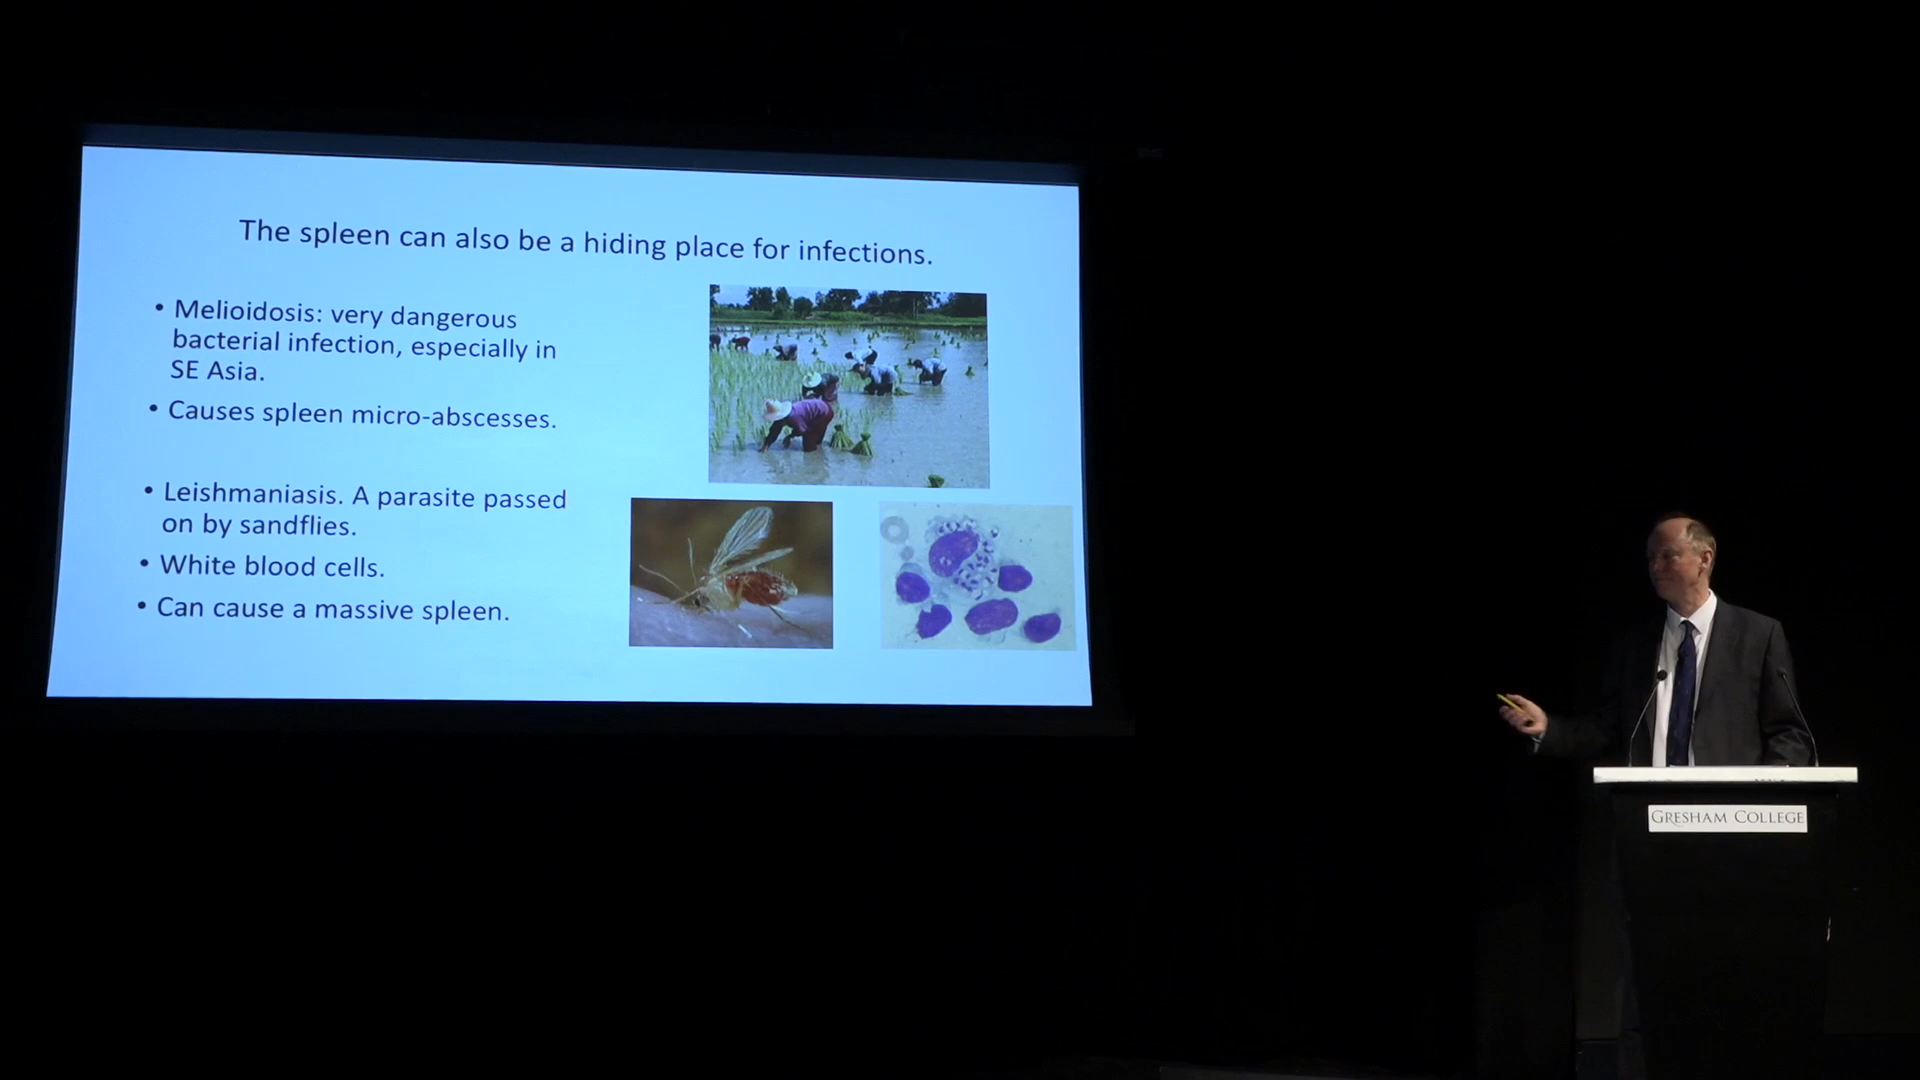 The spleen can also be a hiding place for infections.
• Melioidosis: very dangerous
bacterial infection, especially in
SE Asia.
• Causes spleen micro-abscesses.
• Leishmaniasis. A parasite passed
on by sandflies.
• White blood cells.
• Can cause a massive spleen.
GRESHAM COLLEGE